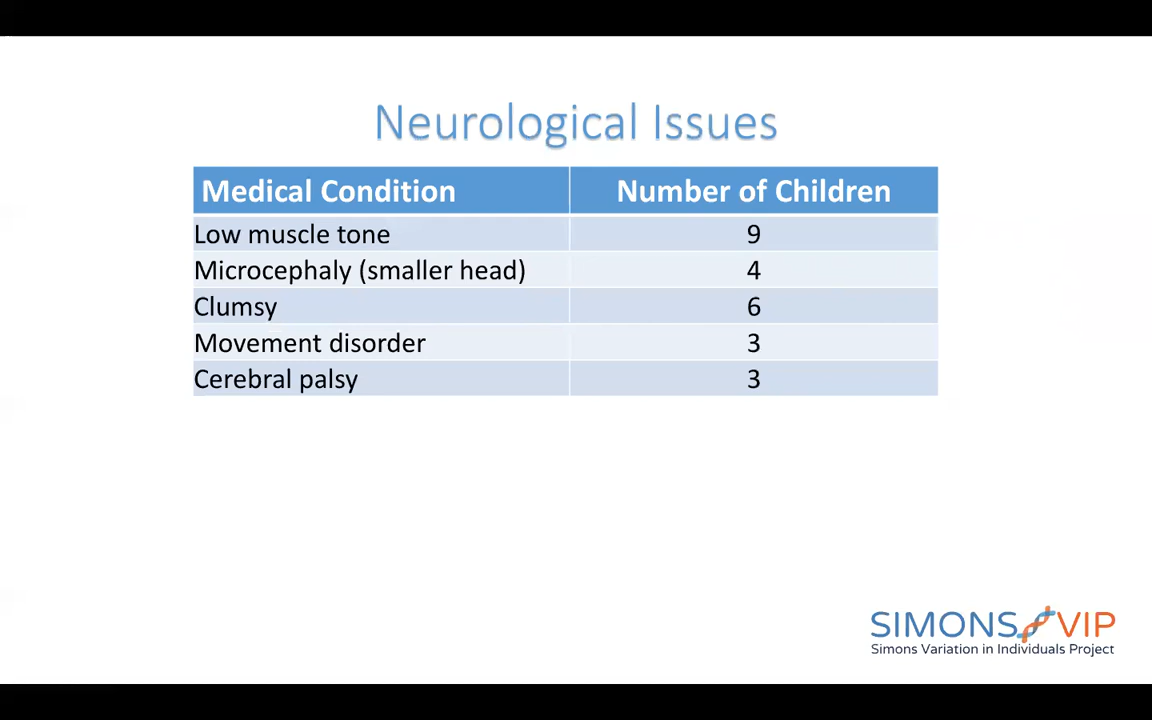 Neurological Issues
Medical Condition Number of Children
Low muscle tone 9
Microcephaly (smaller head) 4
Clumsy 6
Movement disorder 3
Cerebral palsy 3
SIMONS VIP
Simons Variation in Individuals Project